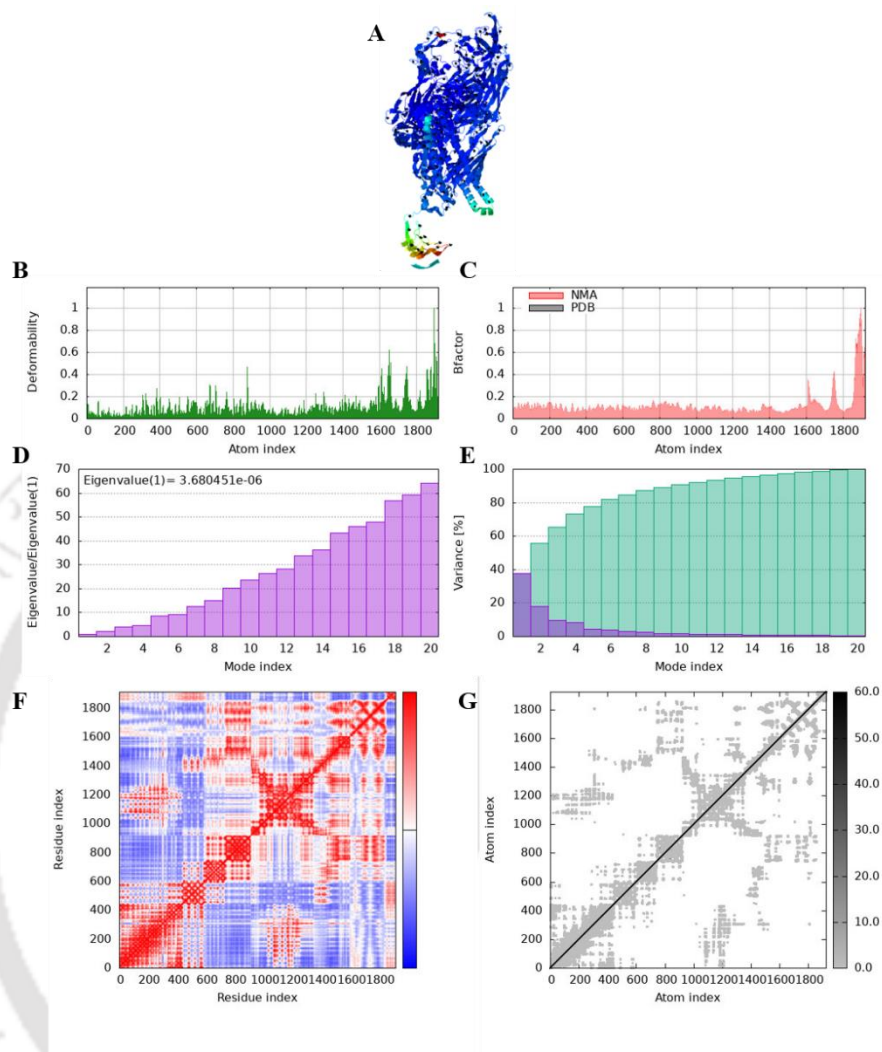 A
B
C
Deformability
1
0.8
0.6
0.4
0.2
0
0 200 400 600 800 1000 1200 1400 1600 1800
Atom index
Bfactor
NMA
PDB
1
0.8
0.6
0.4
0.2
0
0 200 400 600 800 1000 1200 1400 1600 1800
Atom index
D
Eigenvalue/Eigenvalue(1)
Eigenvalue(1)= 3.680451e-06
70
60
50
40
30
20
10
0
2 4 6 8 10 12 14 16 18 20
Mode index
E
Variance [%]
100
80
60
40
20
0
2 4 6 8 10 12 14 16 18 20
Mode index
F
Residue index
1800
1600
1400
1200
1000
800
600
400
200
0
0 200 400 600 800 10001200140016001800
Residue index
G
Atom index
1800
1600
1400
1200
1000
800
600
400
200
0
0 200 400 600 800 10001200140016001800
Atom index
60.0
50.0
40.0
30.0
20.0
10.0
0.0